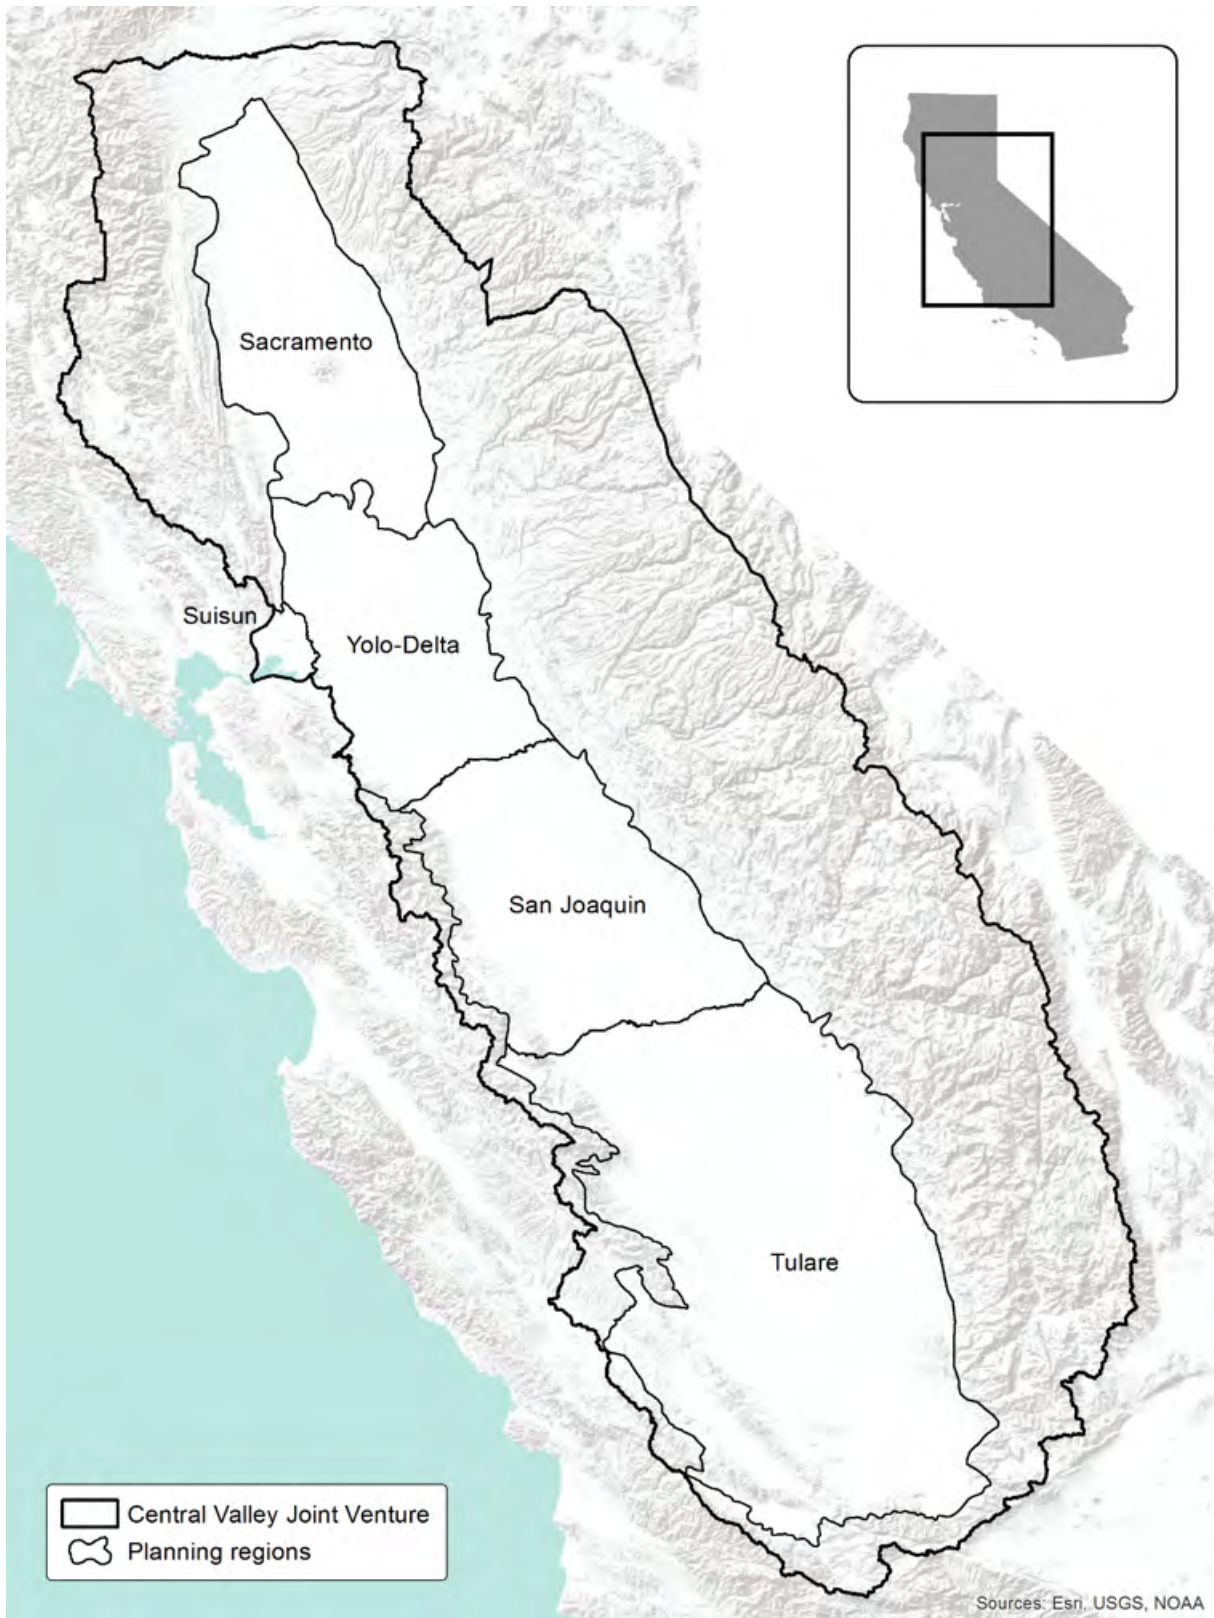 Sacramento
Suisun
Yolo-Delta
San Joaquin
Tulare
Central Valley Joint Venture
Planning regions
Sources: Esri, USGS, NOAA